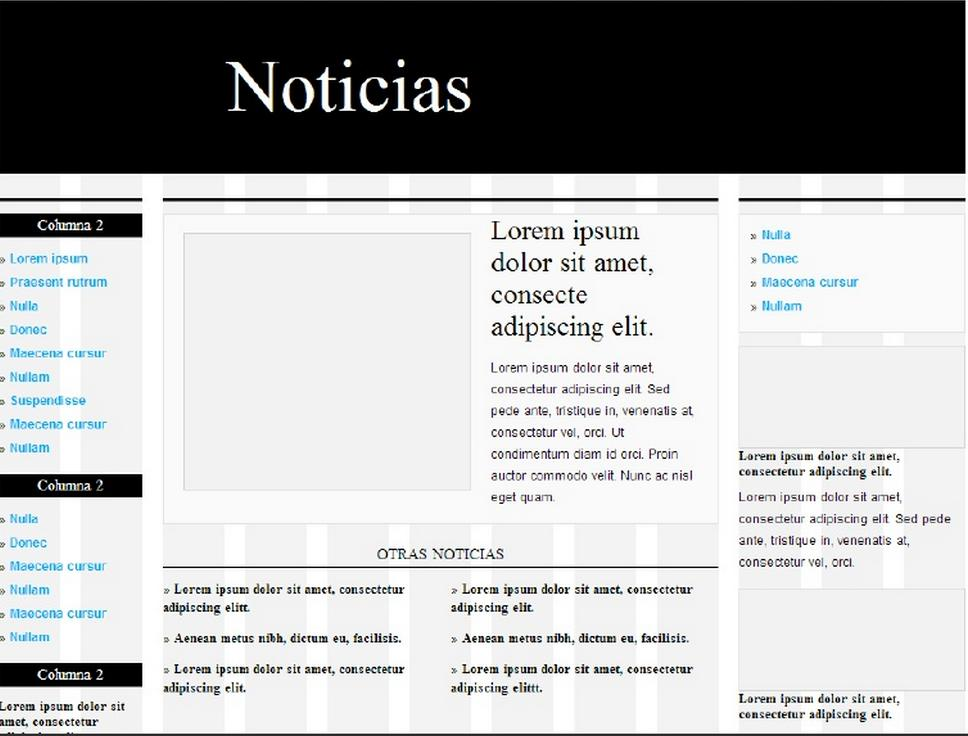 Noticias
Columna 2
» Lorem ipsum
» Praesent rutrum
» Nulla
» Donec
» Maecena cursur
» Nullam
» Suspendisse
» Maecena cursur
» Nullam
Columna 2
» Nulla
» Donec
» Maecena cursur
» Nullam
» Maecena cursur
» Nullam
Columna 2
Lorem ipsum dolor sit
amet, consectetur
Lorem ipsum
dolor sit amet,
consecte
adipiscing elit.
Lorem ipsum dolor sit amet,
consectetur adipiscing elit. Sed
pede ante, tristique in, venenatis at,
consectetur vel, orci. Ut
condimentum diam id orci. Proin
auctor commodo velit. Nunc ac nisl
eget quam.
OTRAS NOTICIAS
» Lorem ipsum dolor sit amet, consectetur
adipiscing elitt.
» Aenean metus nibh, dictum eu, facilisis.
» Lorem ipsum dolor sit amet, consectetur
adipiscing elit.
» Lorem ipsum dolor sit amet, consectetur
adipiscing elit.
» Aenean metus nibh, dictum eu, facilisis.
» Lorem ipsum dolor sit amet, consectetur
adipiscing elittt.
» Nulla
» Donec
» Maecena cursur
» Nullam
Lorem ipsum dolor sit amet,
consectetur adipiscing elit.
Lorem ipsum dolor sit amet,
consectetur adipiscing elit. Sed pede
ante, tristique in, venenatis at,
consectetur vel, orci.
Lorem ipsum dolor sit amet,
consectetur adipiscing elit.